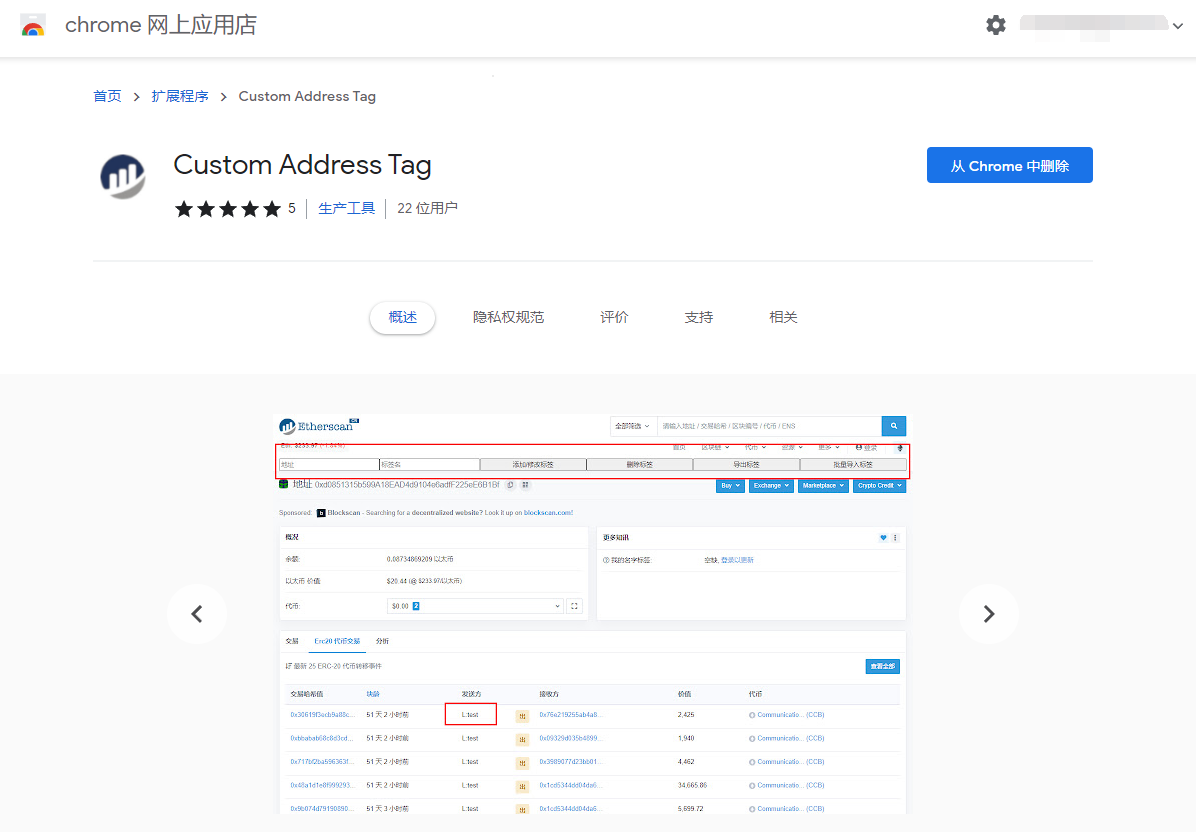 chrome 网上应用店
首页 扩展程序 Custom Address Tag
Custom Address Tag
从 Chrome 中删除
5 生产工具 22 位用户
概述 隐私权规范 评价 支持 相关
Etherscan CN
全部筛选 请输入地址 / 交易哈希 / 区块编号 / 代币 / ENS
首页 区块链 代币 资源 更多 登录
地址 标签名 添加/修改标签 删除标签 导出标签 批量导入标签
地址 0xd0851315b599A18EAD4d9104e6adfF225eE6B1Bf
Buy Exchange Marketplace Crypto Credit
Sponsored: Blockscan - Searching for a decentralized website? Look it up on blockscan.com!
概况 更多知识
余额: 0.08734869209 以太币
我的名字标签: 空缺, 登录以更新
以太币 价值 $20.44 (@ $233.97/以太币)
代币: $0.00 2
交易 Erc20 代币交易 分析
最新 25 ERC-20 代币转移事件 查看全部
交易哈希值 块龄 发送方 接收方 价值 代币
0x30619f3ecb9a88c... 51 天 2 小时前 L:test 出 0x76e219255ab4a8... 2,425 Communicatio... (CCB)
51 天 2 小时前 L:test 出 0x09329d035b4899... 1,940 Communicatio... (CCB)
0x717bf2ba596363f... 51 天 2 小时前 L:test 出 0x3989077d23bb01... 4,462 Communicatio... (CCB)
0x48a1d1e8f999293... 51 天 2 小时前 L:test 出 0x1cd5344dd04da6... 34,665.86 Communicatio... (CCB)
0x9b074d79190890... 51 天 3 小时前 L:test 出 0x1cd5344dd04da6... 5,699.72 Communicatio... (CCB)